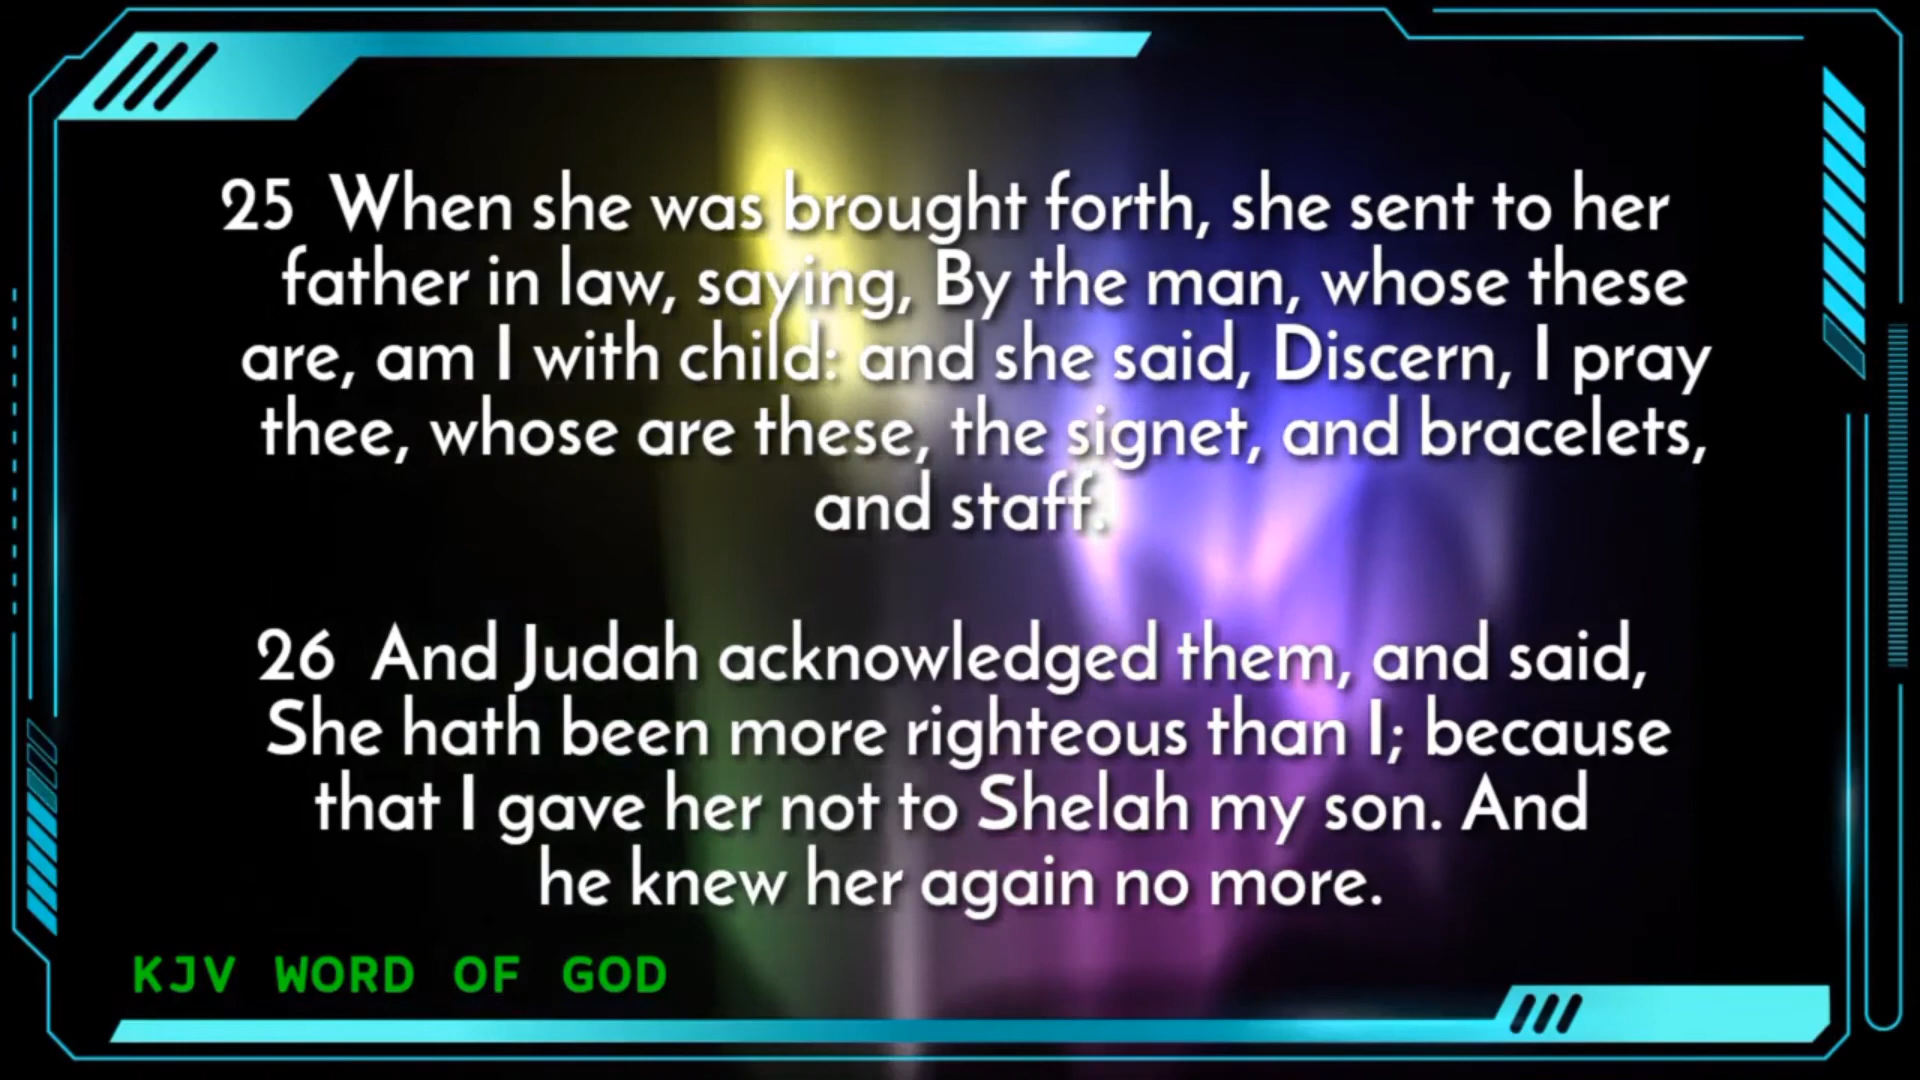 25 When she was brought forth, she sent to her
father in law, saying, By the man, whose these
are, am I with child: and she said, Discern, I pray
thee, whose are these, the signet, and bracelets,
and staff.
26 And Judah acknowledged them, and said,
She hath been more righteous than I; because
that I gave her not to Shelah my son. And
he knew her again no more.
KJV WORD OF GOD